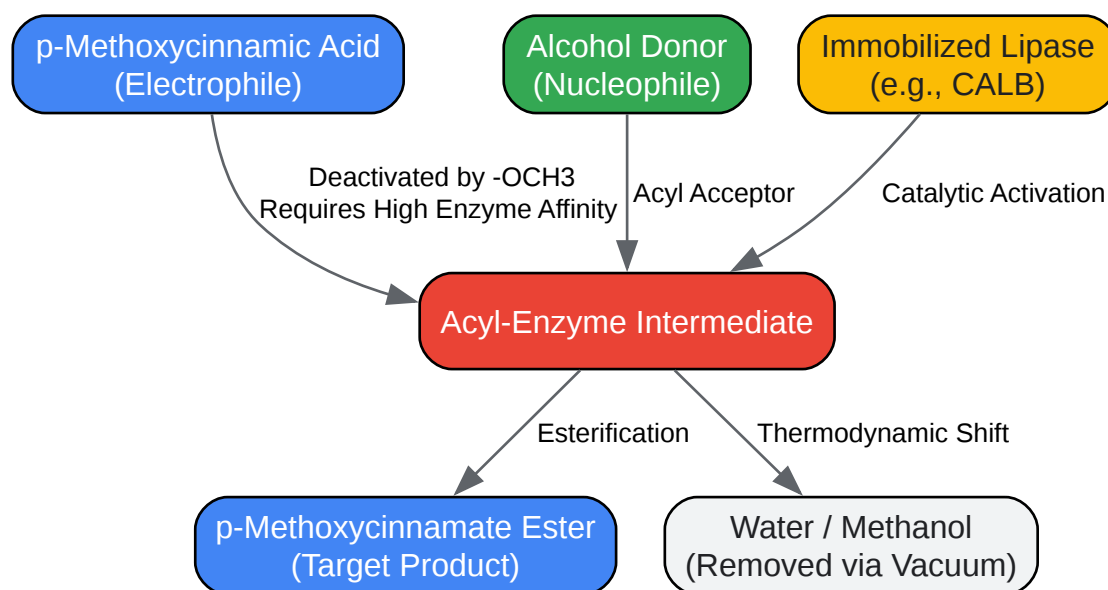 p-Methoxycinnamic Acid
(Electrophile)
Alcohol Donor
(Nucleophile)
Immobilized Lipase
(e.g., CALB)
Deactivated by -OCH3
Requires High Enzyme Affinity
Acyl Acceptor
Catalytic Activation
Acyl-Enzyme Intermediate
Esterification
Thermodynamic Shift
p-Methoxycinnamate Ester
(Target Product)
Water / Methanol
(Removed via Vacuum)